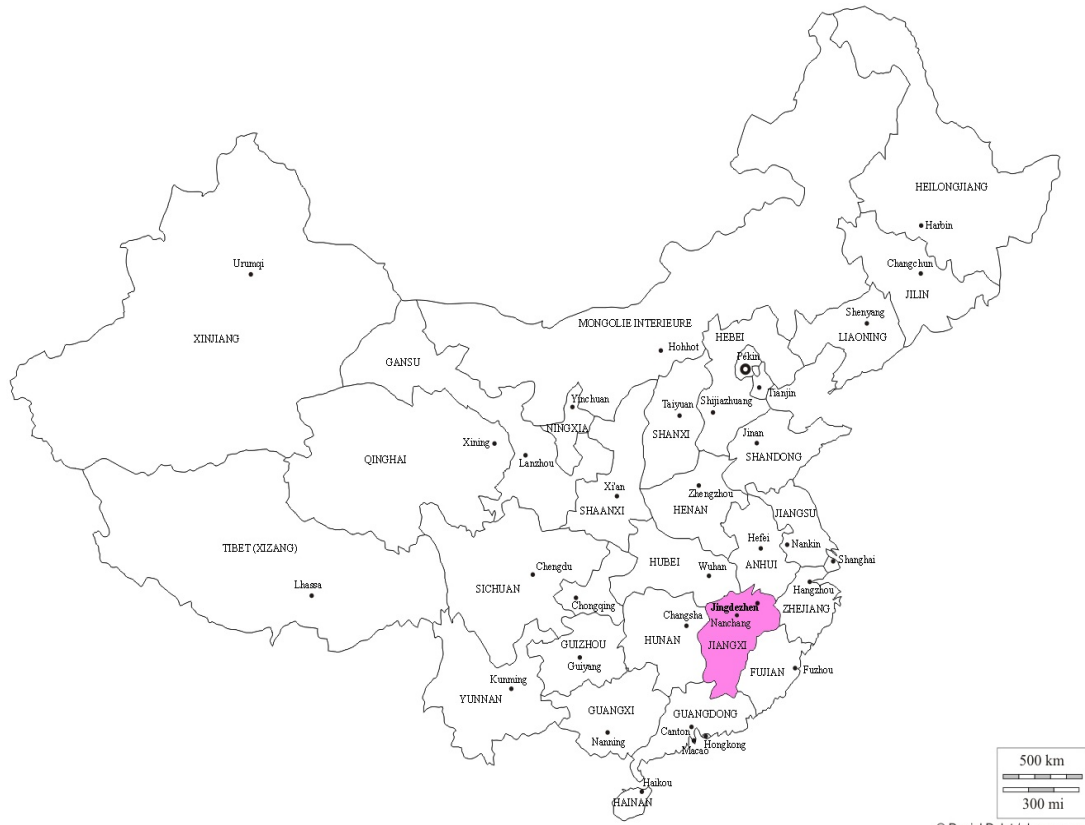 HEILONGJIANG
Harbin
Urumqi
Changchun
JILIN
Shenyang
LIAONING
MONGOLIE INTERIEURE
HEBEI
XINJIANG
Hohhot
Pékin
GANSU
Tianjin
Yinchuan
Taiyuan
Shijiazhuang
NINGXIA
SHANXI
Jinan
Xining
SHANDONG
QINGHAI
Lanzhou
Xi'an
Zhengzhou
SHAANXI
HENAN
JIANGSU
Hefei
Nankin
TIBET (XIZANG)
Shanghai
HUBEI
ANHUI
Chengdu
Wuhan
SICHUAN
Lhassa
Hangzhou
Chongqing
Jingdezhen
ZHEJIANG
Changsha
Nanchang
HUNAN
GUIZHOU
JIANGXI
Guiyang
FUJIAN
Fuzhou
Kunming
YUNNAN
GUANGXI
GUANGDONG
Canton
Nanning
Hongkong
Macao
500 km
Haikou
HAINAN
300 mi